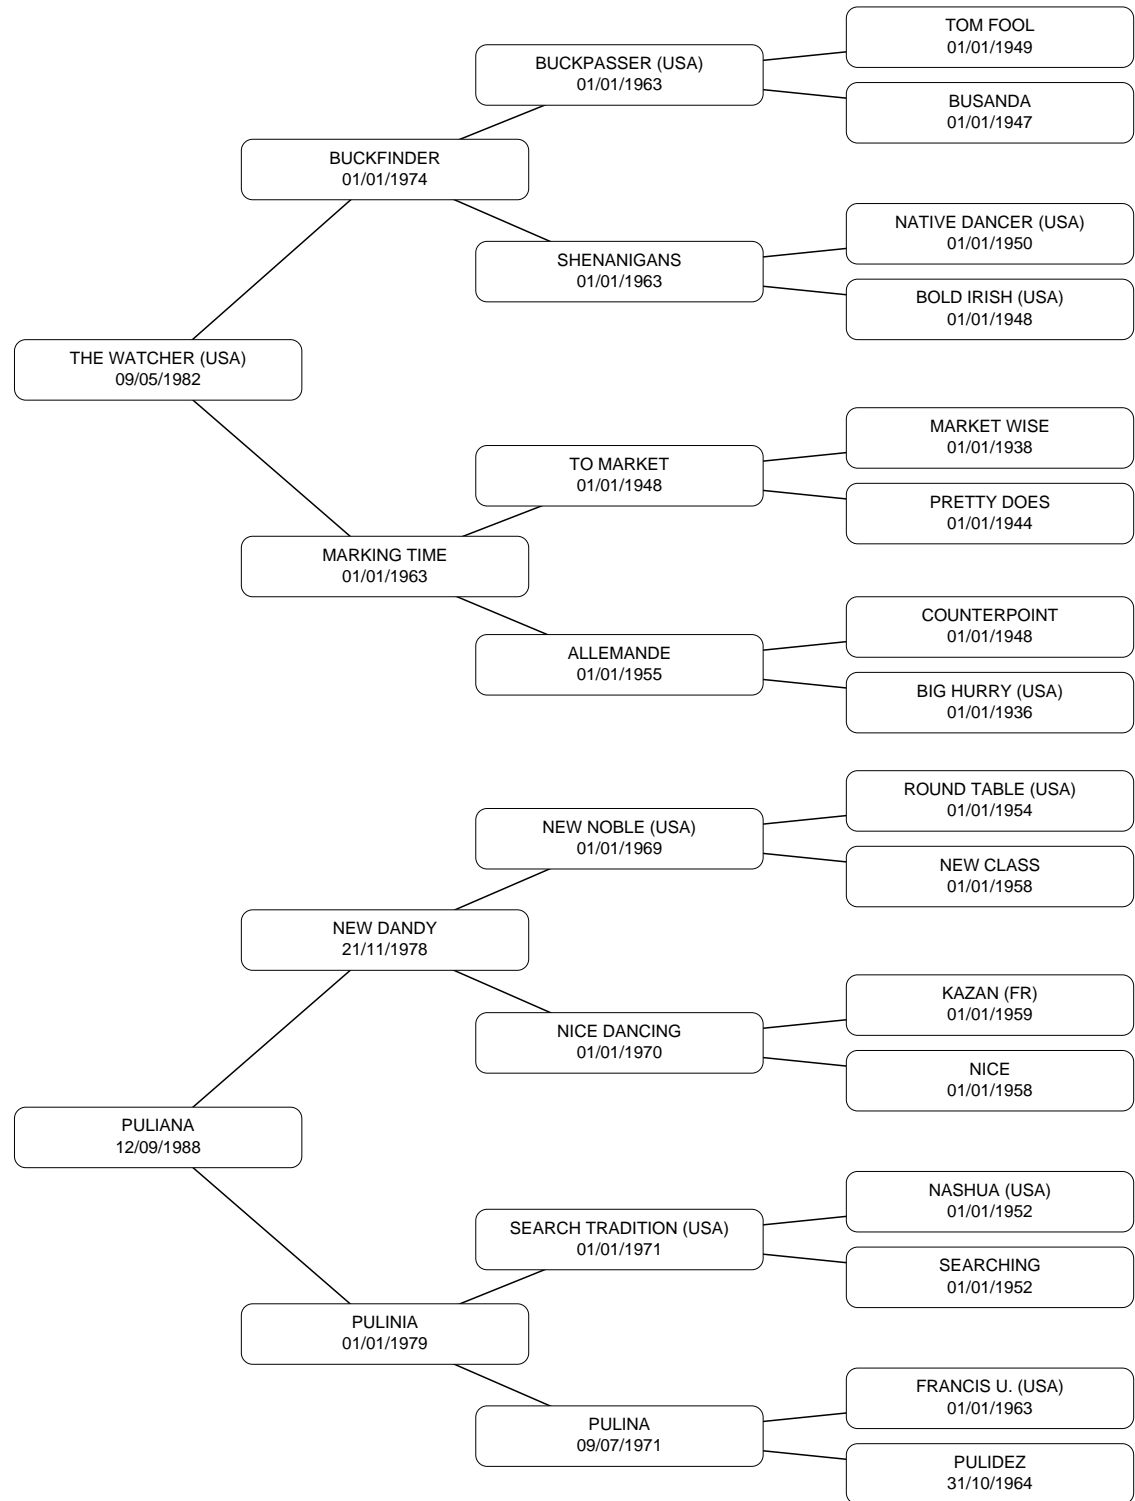 TOM FOOL
01/01/1949
BUCKPASSER (USA)
01/01/1963
BUSANDA
01/01/1947
BUCKFINDER
01/01/1974
NATIVE DANCER (USA)
01/01/1950
SHENANIGANS
01/01/1963
BOLD IRISH (USA)
01/01/1948
THE WATCHER (USA)
09/05/1982
MARKET WISE
01/01/1938
TO MARKET
01/01/1948
PRETTY DOES
01/01/1944
MARKING TIME
01/01/1963
COUNTERPOINT
01/01/1948
ALLEMANDE
01/01/1955
BIG HURRY (USA)
01/01/1936
ROUND TABLE (USA)
01/01/1954
NEW NOBLE (USA)
01/01/1969
NEW CLASS
01/01/1958
NEW DANDY
21/11/1978
KAZAN (FR)
01/01/1959
NICE DANCING
01/01/1970
NICE
01/01/1958
PULIANA
12/09/1988
NASHUA (USA)
01/01/1952
SEARCH TRADITION (USA)
01/01/1971
SEARCHING
01/01/1952
PULINIA
01/01/1979
FRANCIS U. (USA)
01/01/1963
PULINA
09/07/1971
PULIDEZ
31/10/1964